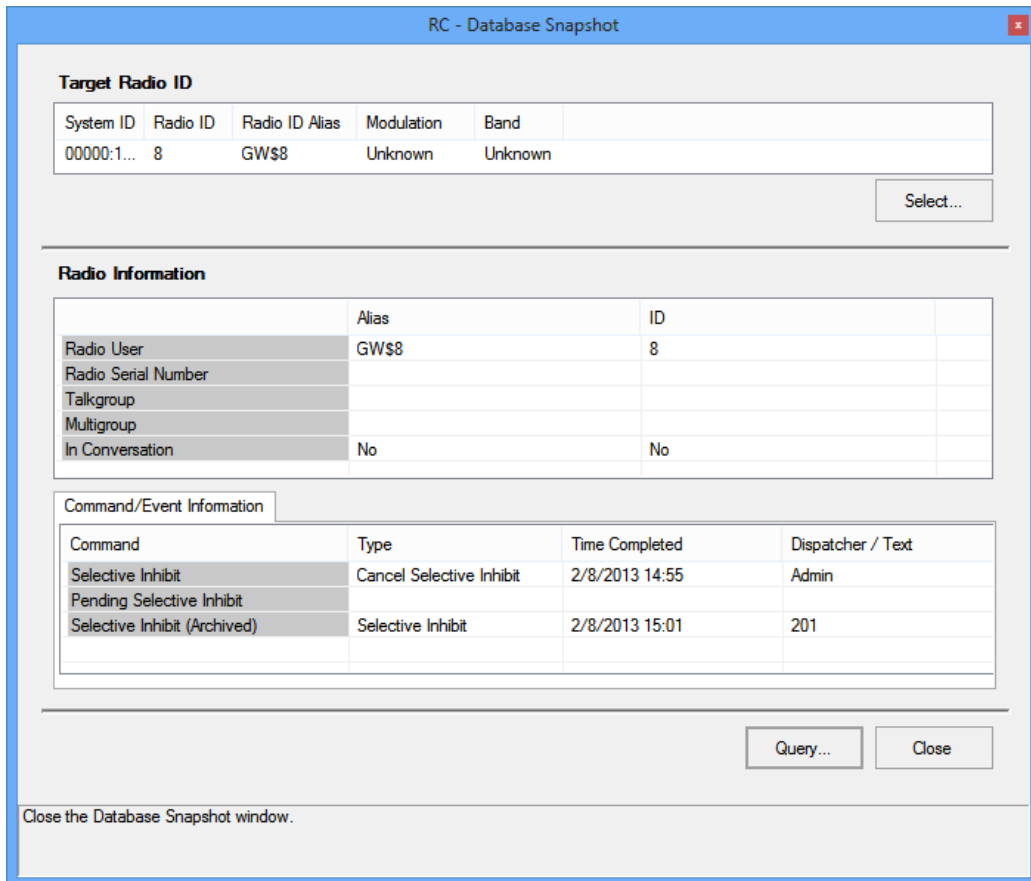 RC - Database Snapshot
x
Target Radio ID
System ID Radio ID Radio ID Alias Modulation Band
00000:1... 8 GW$8 Unknown Unknown
Select...
Radio Information
Alias ID
Radio User GW$8 8
Radio Serial Number
Talkgroup
Multigroup
In Conversation No No
Command/Event Information
Command Type Time Completed Dispatcher / Text
Selective Inhibit Cancel Selective Inhibit 2/8/2013 14:55 Admin
Pending Selective Inhibit
Selective Inhibit (Archived) Selective Inhibit 2/8/2013 15:01 201
Query... Close
Close the Database Snapshot window.